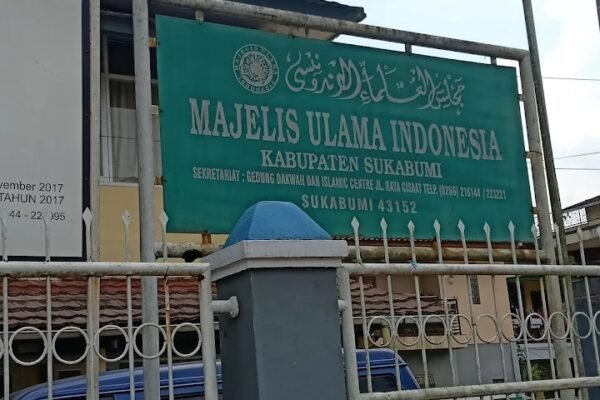 مجلس العلماء الإندونيسي
MAJELIS ULAMA INDONESIA
KABUPATEN SUKABUMI
SEKRETARIAT : GEDUNG DAKWAH DAN ISLAMIC CENTRE JL. RAYA CISAAT TELP. (0266) 216144 / 223221
SUKABUMI 43152
vember 2017
TAHUN 2017